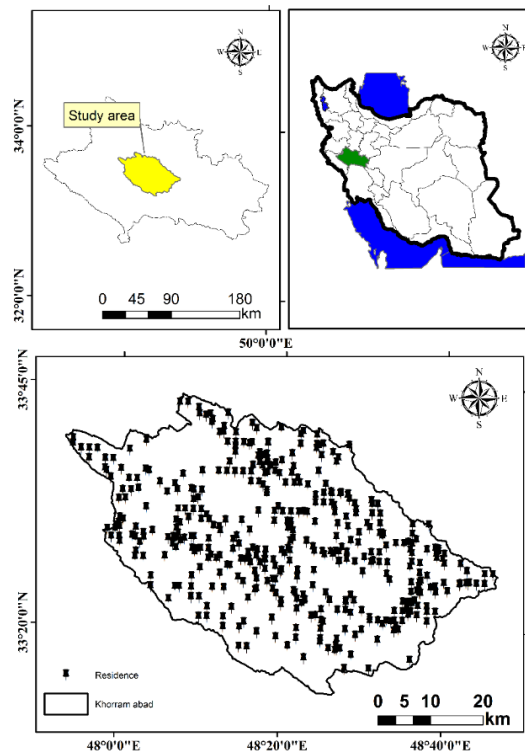 N
W E
S
N
W E
S
34°0'0"N
Study area
32°0'0"N
0 45 90 180
km
50°0'0"E
33°45'0"N
N
W E
S
33°20'0"N
Residence
Khorram abad
0 5 10 20
km
48°0'0"E 48°20'0"E 48°40'0"E